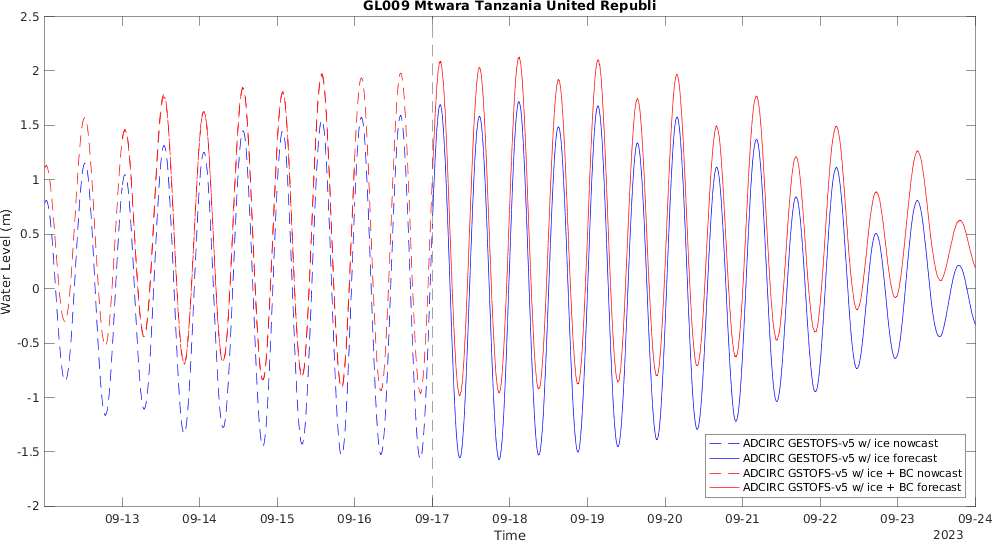 GL009 Mtwara Tanzania United Republi
2.5
2
1.5
1
0.5
0
-0.5
-1
-1.5
-2
Water Level (m)
ADCIRC GESTOFS-v5 w/ ice nowcast
ADCIRC GESTOFS-v5 w/ ice forecast
ADCIRC GSTOFS-v5 w/ ice + BC nowcast
ADCIRC GSTOFS-v5 w/ ice + BC forecast
09-13 09-14 09-15 09-16 09-17 09-18 09-19 09-20 09-21 09-22 09-23 09-24
Time
2023